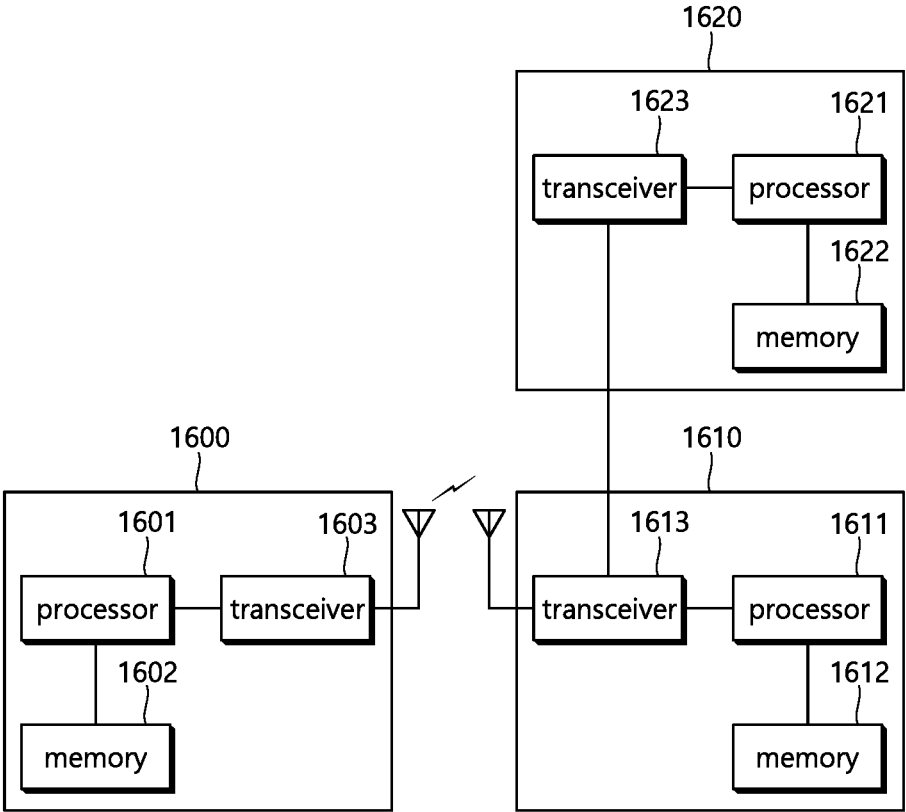 1620
1623
1621
transceiver
processor
1622
memory
1600
1610
1601
1603
1613
1611
processor
transceiver
transceiver
processor
1602
1612
memory
memory